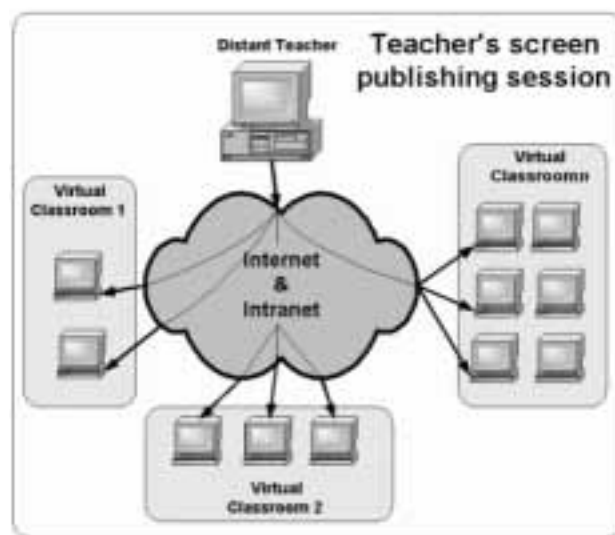 Distant Teacher
Teacher's screen
publishing session
Virtual
Classroom 1
Virtual
Classroomn
Internet
&
Intranet
Virtual
Classroom 2